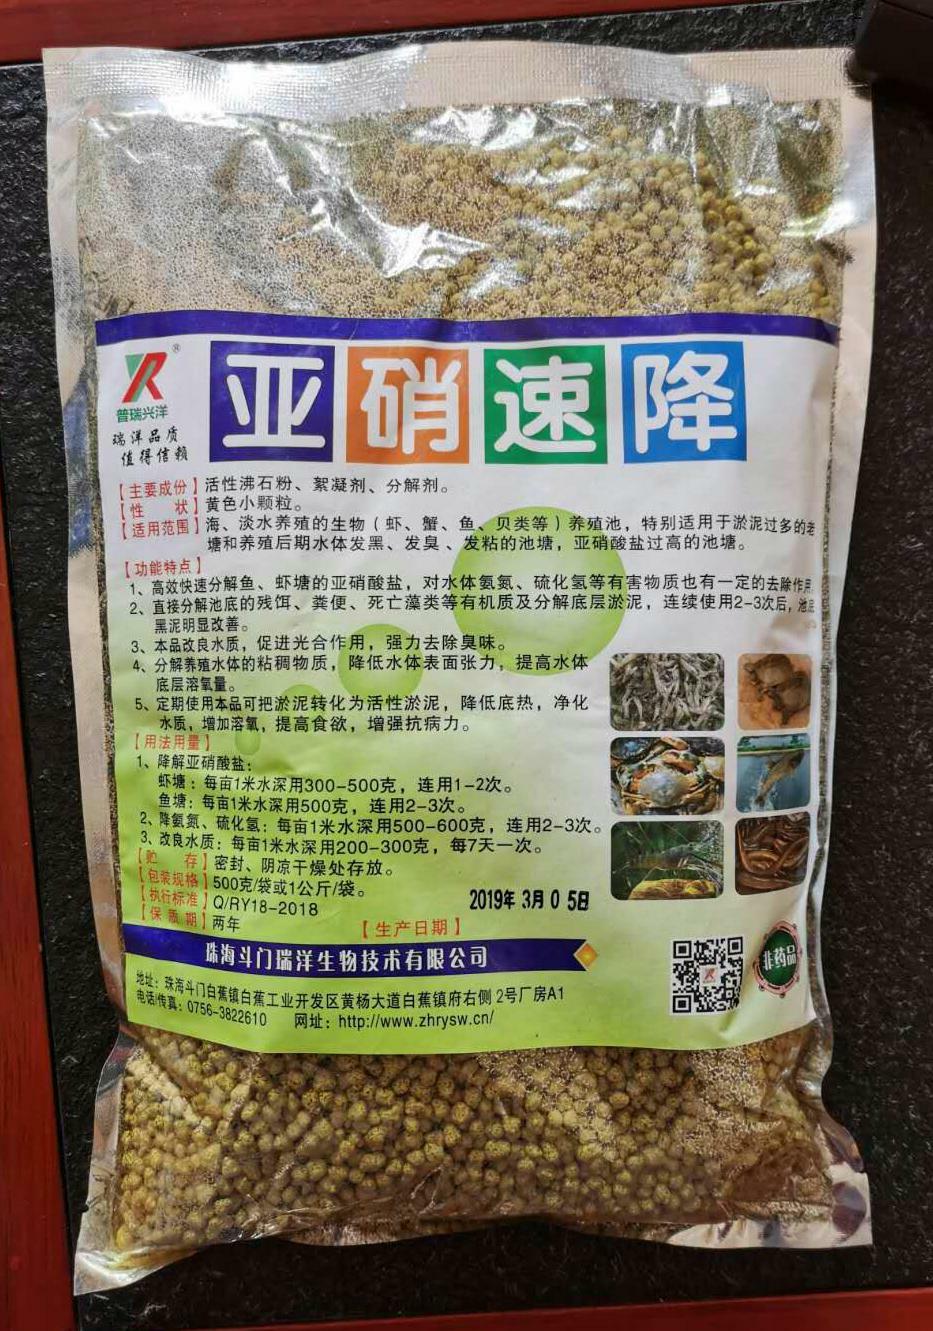 ®
普瑞兴洋
瑞洋品质
值得信赖
亚硝速降
【主要成份】活性沸石粉、絮凝剂、分解剂。
【性 状】黄色小颗粒。
【适用范围】海、淡水养殖的生物（虾、蟹、鱼、贝类等）养殖池，特别适用于淤泥过多的老
塘和养殖后期水体发黑、发臭、发粘的池塘，亚硝酸盐过高的池塘。
【功能特点】
1、高效快速分解鱼、虾塘的亚硝酸盐，对水体氨氮、硫化氢等有害物质也有一定的去除作用
2、直接分解池底的残饵、粪便、死亡藻类等有机质及分解底层淤泥，连续使用2-3次后，池底
黑泥明显改善。
3、本品改良水质，促进光合作用，强力去除臭味。
4、分解养殖水体的粘稠物质，降低水体表面张力，提高水体
底层溶氧量。
5、定期使用本品可把淤泥转化为活性淤泥，降低底热，净化
水质，增加溶氧，提高食欲，增强抗病力。
【用法用量】
1、降解亚硝酸盐：
虾塘：每亩1米水深用300-500克，连用1-2次。
鱼塘：每亩1米水深用500克，连用2-3次。
2、降氨氮、硫化氢：每亩1米水深用500-600克，连用2-3次。
3、改良水质：每亩1米水深用200-300克，每7天一次。
【贮 存】密封、阴凉干燥处存放。
【包装规格】500克/袋或1公斤/袋。
【执行标准】Q/RY18-2018
【保质期】两年
2019年 3月 0 5日
【生产日期】
珠海斗门瑞洋生物技术有限公司
地址：珠海斗门白蕉镇白蕉工业开发区黄杨大道白蕉镇府右侧2号厂房A1
电话/传真：0756-3822610 网址：http://www.zhrysw.cn/
非药品